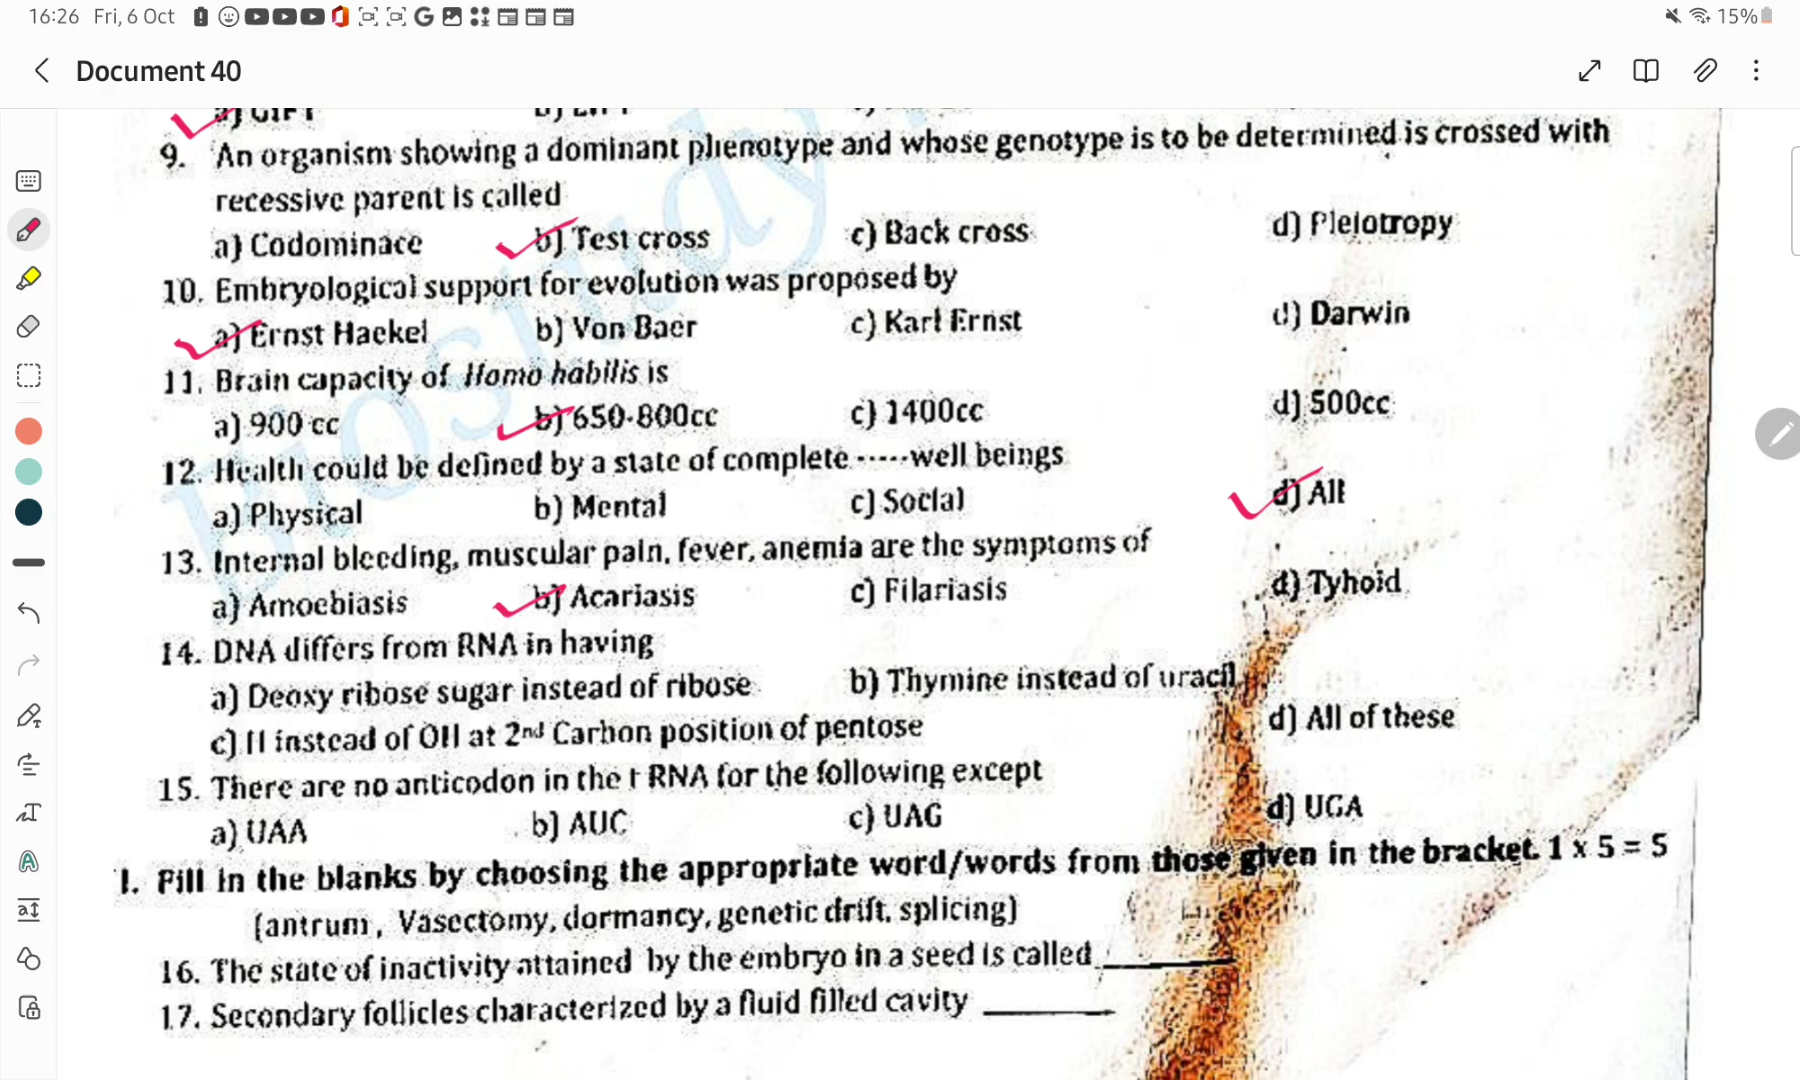 16:26 Fri, 6 Oct 15%
Document 40
a) GIFT
9. An organism showing a dominant phenotype and whose genotype is to be determined is crossed with
recessive parent is called
a) Codominace b) Test cross c) Back cross d) Pleiotropy
10. Embryological support for evolution was proposed by
a) Ernst Haekel b) Von Baer c) Karl Ernst d) Darwin
11. Brain capacity of Homo habilis is
a) 900 cc b) 650-800cc c) 1400cc d) 500cc
12. Health could be defined by a state of complete -----well beings
a) Physical b) Mental c) Social d) All
13. Internal bleeding, muscular pain, fever, anemia are the symptoms of
a) Amoebiasis b) Acariasis c) Filariasis d) Tyhoid
14. DNA differs from RNA in having
a) Deoxy ribose sugar instead of ribose b) Thymine instead of uracil
c) H instead of OH at 2nd Carbon position of pentose d) All of these
15. There are no anticodon in the t RNA for the following except
a) UAA b) AUC c) UAG d) UGA
I. Fill in the blanks by choosing the appropriate word/words from those given in the bracket. 1 x 5 = 5
(antrum, Vasectomy, dormancy, genetic drift, splicing)
16. The state of inactivity attained by the embryo in a seed is called ________
17. Secondary follicles characterized by a fluid filled cavity ________